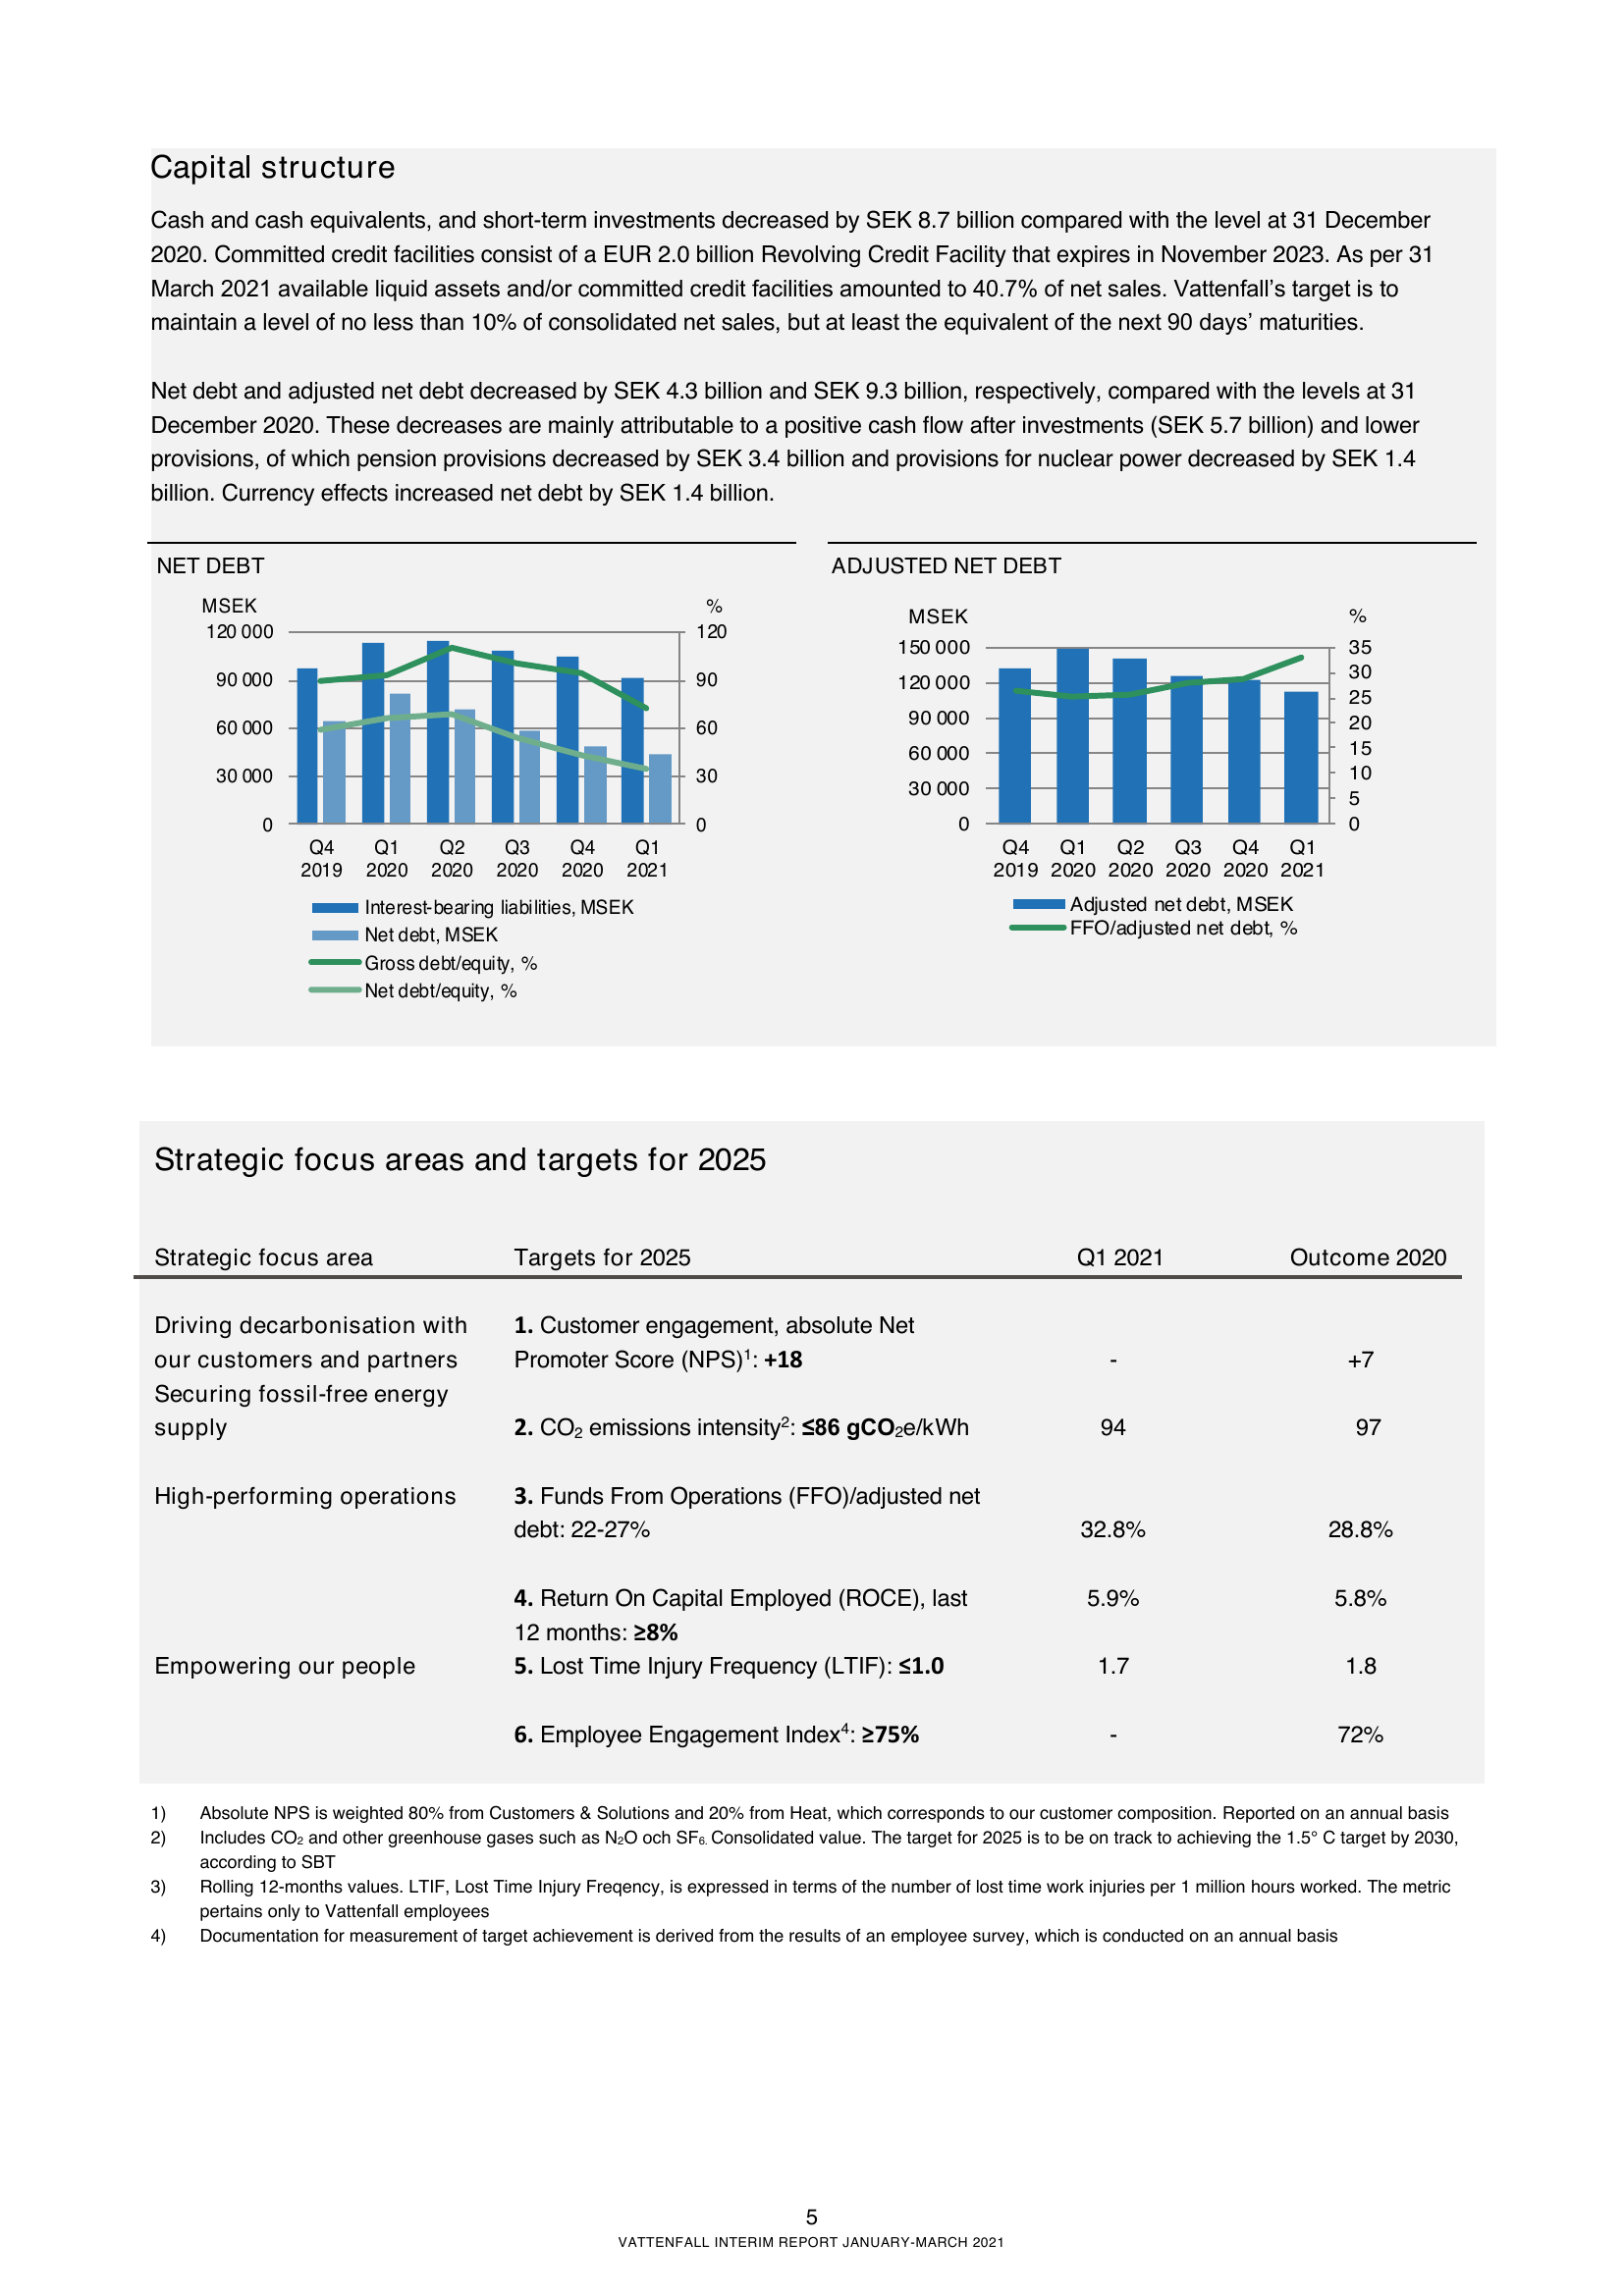 Capital structure
Cash and cash equivalents, and short-term investments decreased by SEK 8.7 billion compared with the level at 31 December
2020. Committed credit facilities consist of a EUR 2.0 billion Revolving Credit Facility that expires in November 2023. As per 31
March 2021 available liquid assets and/or committed credit facilities amounted to 40.7% of net sales. Vattenfall’s target is to
maintain a level of no less than 10% of consolidated net sales, but at least the equivalent of the next 90 days’ maturities.
Net debt and adjusted net debt decreased by SEK 4.3 billion and SEK 9.3 billion, respectively, compared with the levels at 31
December 2020. These decreases are mainly attributable to a positive cash flow after investments (SEK 5.7 billion) and lower
provisions, of which pension provisions decreased by SEK 3.4 billion and provisions for nuclear power decreased by SEK 1.4
billion. Currency effects increased net debt by SEK 1.4 billion.
NET DEBT
MSEK %
120 000 120
90 000 90
60 000 60
30 000 30
0 0
Q4 Q1 Q2 Q3 Q4 Q1
2019 2020 2020 2020 2020 2021
Interest-bearing liabilities, MSEK
Net debt, MSEK
Gross debt/equity, %
Net debt/equity, %
ADJUSTED NET DEBT
MSEK %
150 000 35
30
120 000
25
90 000 20
60 000 15
10
30 000
5
0 0
Q4 Q1 Q2 Q3 Q4 Q1
2019 2020 2020 2020 2020 2021
Adjusted net debt, MSEK
FFO/adjusted net debt, %
Strategic focus areas and targets for 2025
Strategic focus area Targets for 2025 Q1 2021 Outcome 2020
Driving decarbonisation with 1. Customer engagement, absolute Net
our customers and partners Promoter Score (NPS)¹: +18 - +7
Securing fossil-free energy
supply 2. CO₂ emissions intensity²: ≤86 gCO₂e/kWh 94 97
High-performing operations 3. Funds From Operations (FFO)/adjusted net
debt: 22-27% 32.8% 28.8%
4. Return On Capital Employed (ROCE), last 5.9% 5.8%
12 months: ≥8%
Empowering our people 5. Lost Time Injury Frequency (LTIF): ≤1.0 1.7 1.8
6. Employee Engagement Index⁴: ≥75% - 72%
1) Absolute NPS is weighted 80% from Customers & Solutions and 20% from Heat, which corresponds to our customer composition. Reported on an annual basis
2) Includes CO₂ and other greenhouse gases such as N₂O och SF₆. Consolidated value. The target for 2025 is to be on track to achieving the 1.5° C target by 2030,
according to SBT
3) Rolling 12-months values. LTIF, Lost Time Injury Freqency, is expressed in terms of the number of lost time work injuries per 1 million hours worked. The metric
pertains only to Vattenfall employees
4) Documentation for measurement of target achievement is derived from the results of an employee survey, which is conducted on an annual basis
5
VATTENFALL INTERIM REPORT JANUARY-MARCH 2021